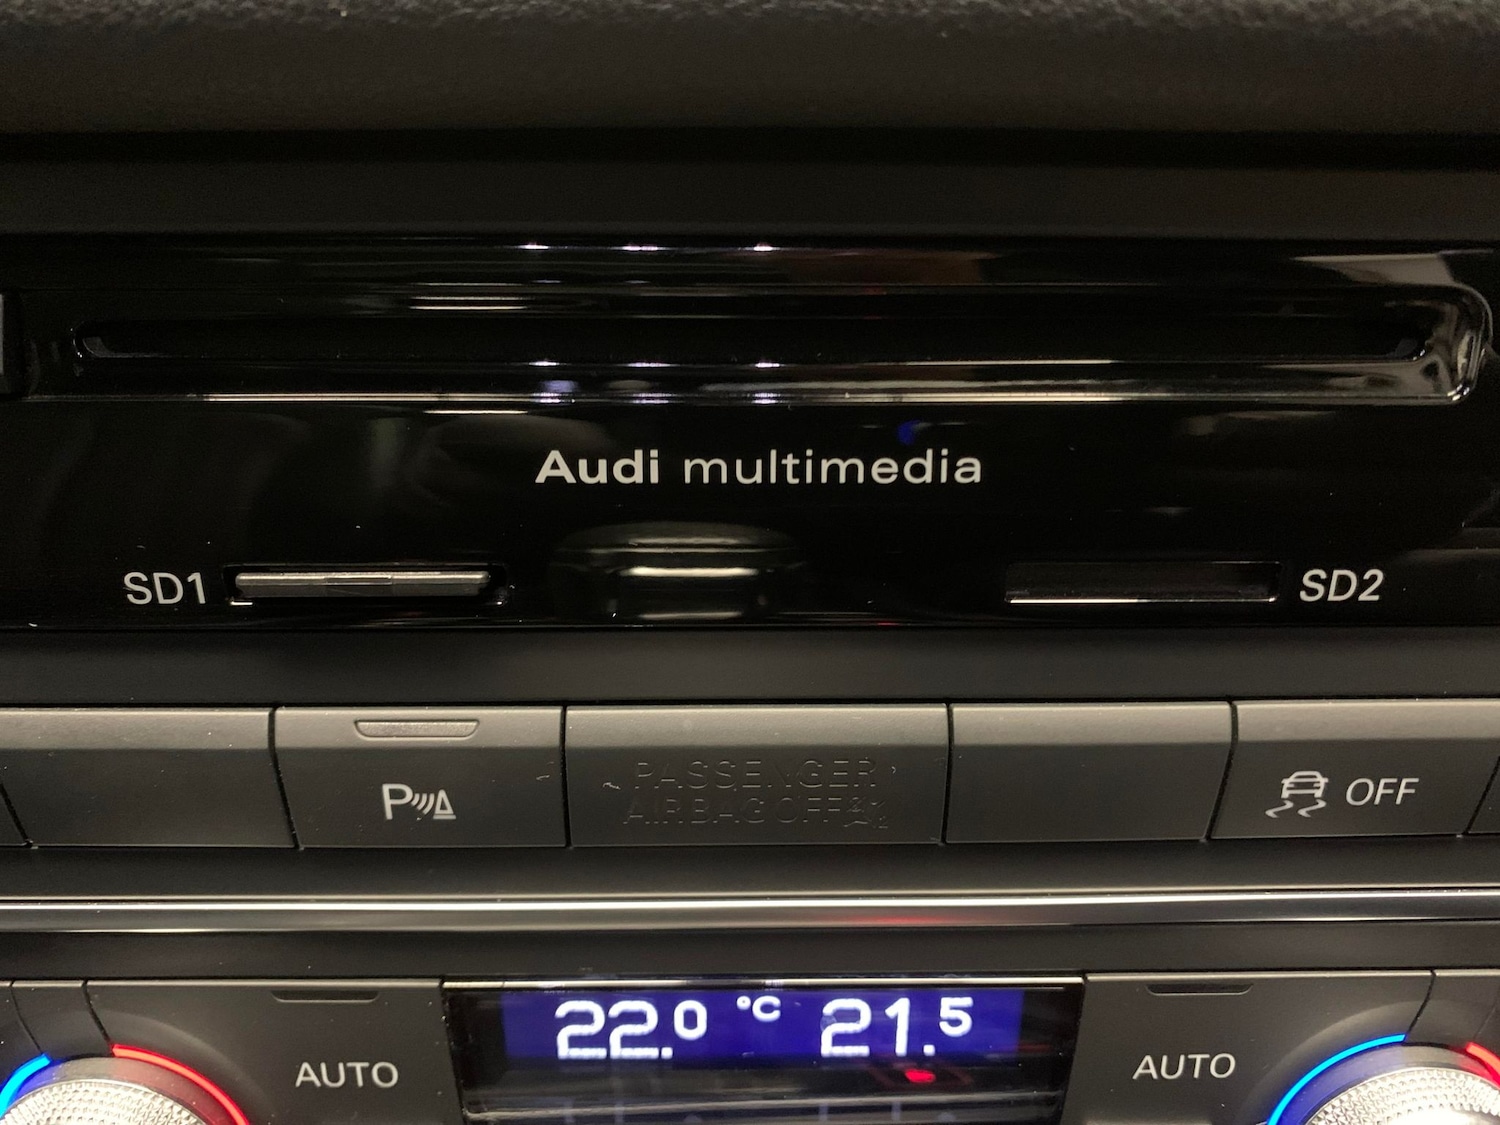 Audi multimedia
SD1
SD2
P
PASSENGER
AIRBAG OFF
OFF
22.0 °C 21.5
AUTO
AUTO